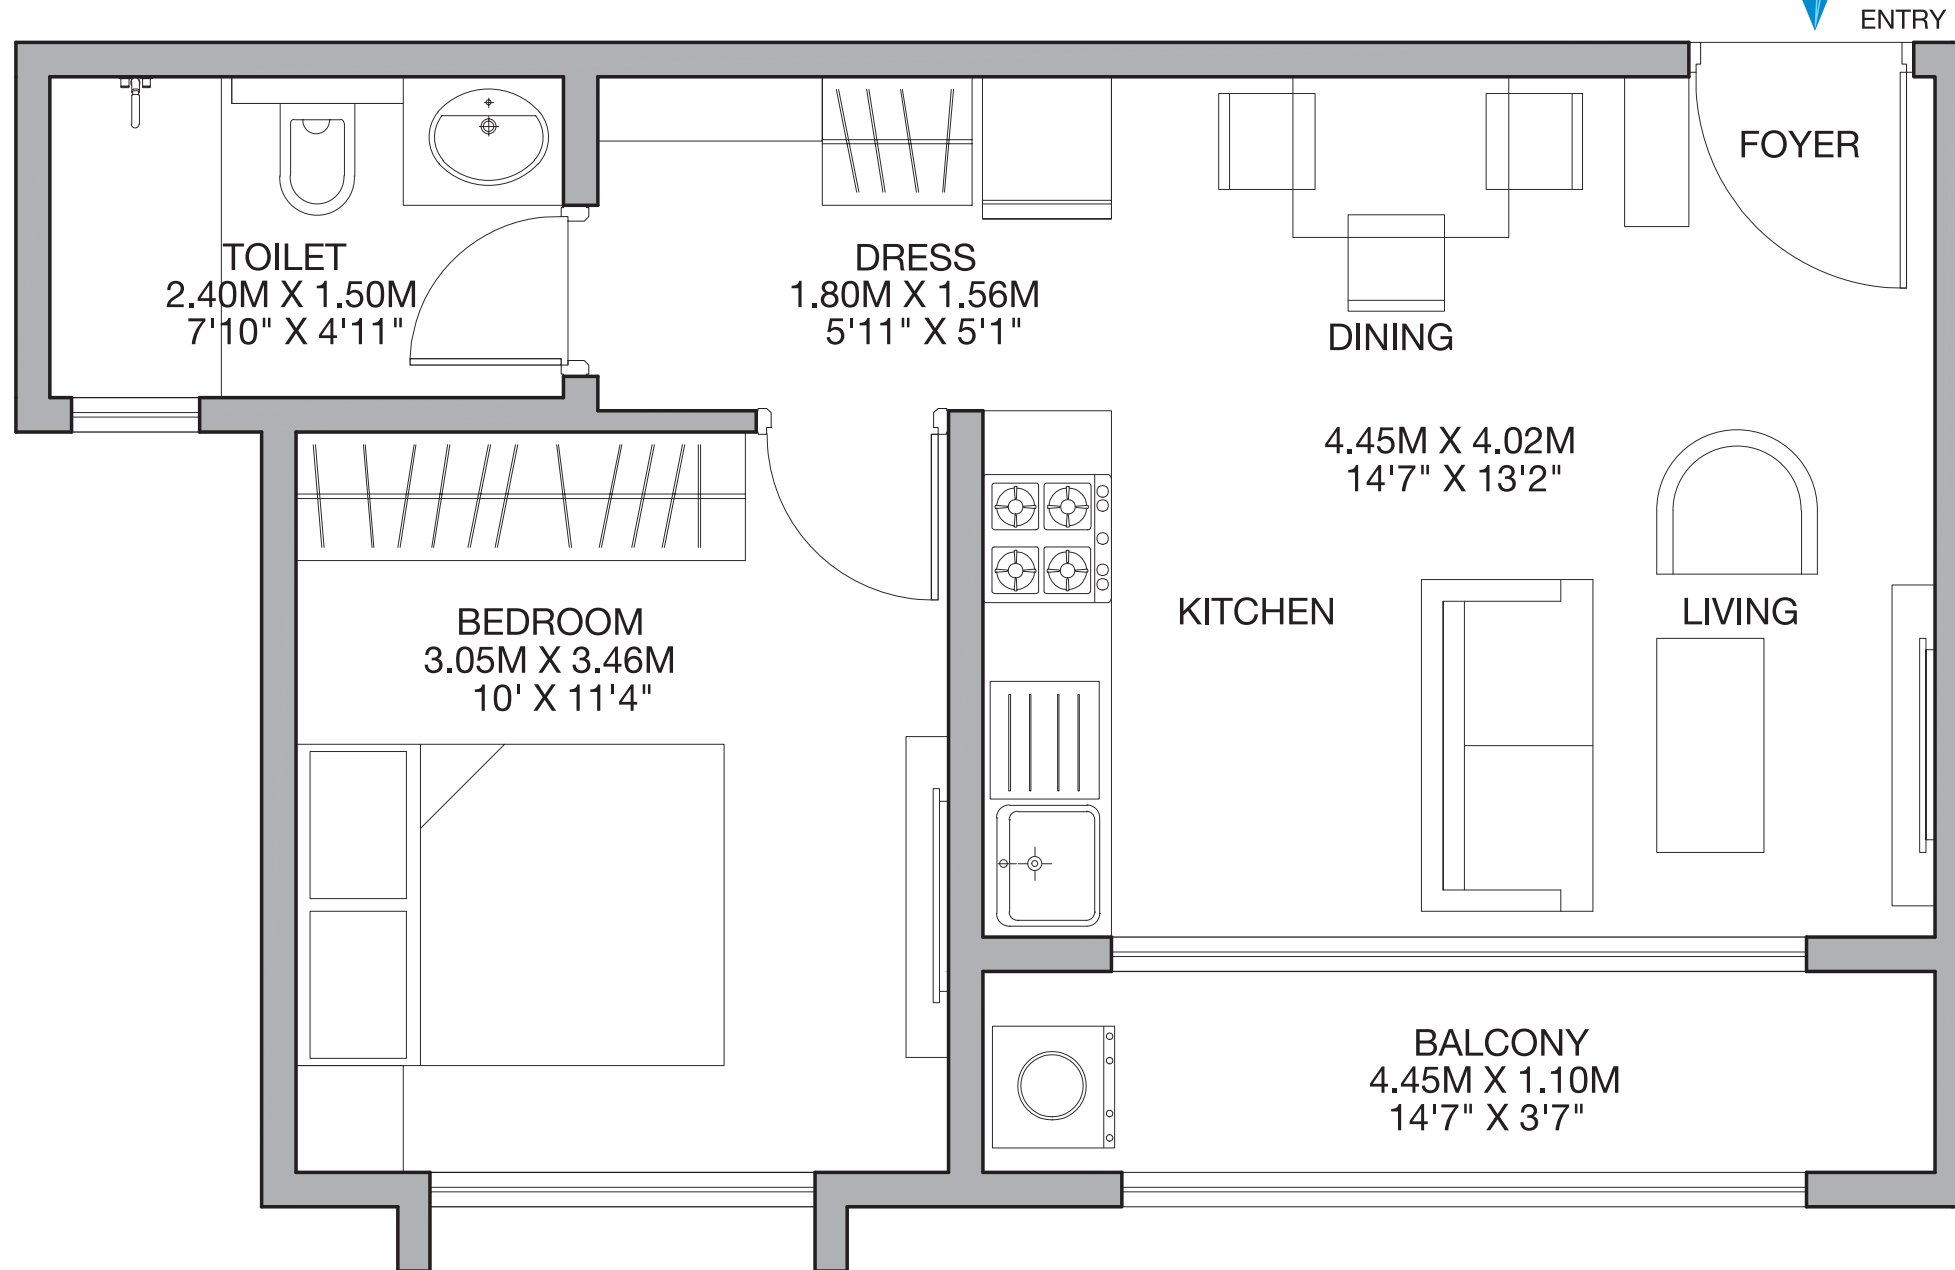 ENTRY
FOYER
TOILET
2.40M X 1.50M
7'10" X 4'11"
DRESS
1.80M X 1.56M
5'11" X 5'1"
DINING
4.45M X 4.02M
14'7" X 13'2"
KITCHEN
LIVING
BEDROOM
3.05M X 3.46M
10' X 11'4"
BALCONY
4.45M X 1.10M
14'7" X 3'7"